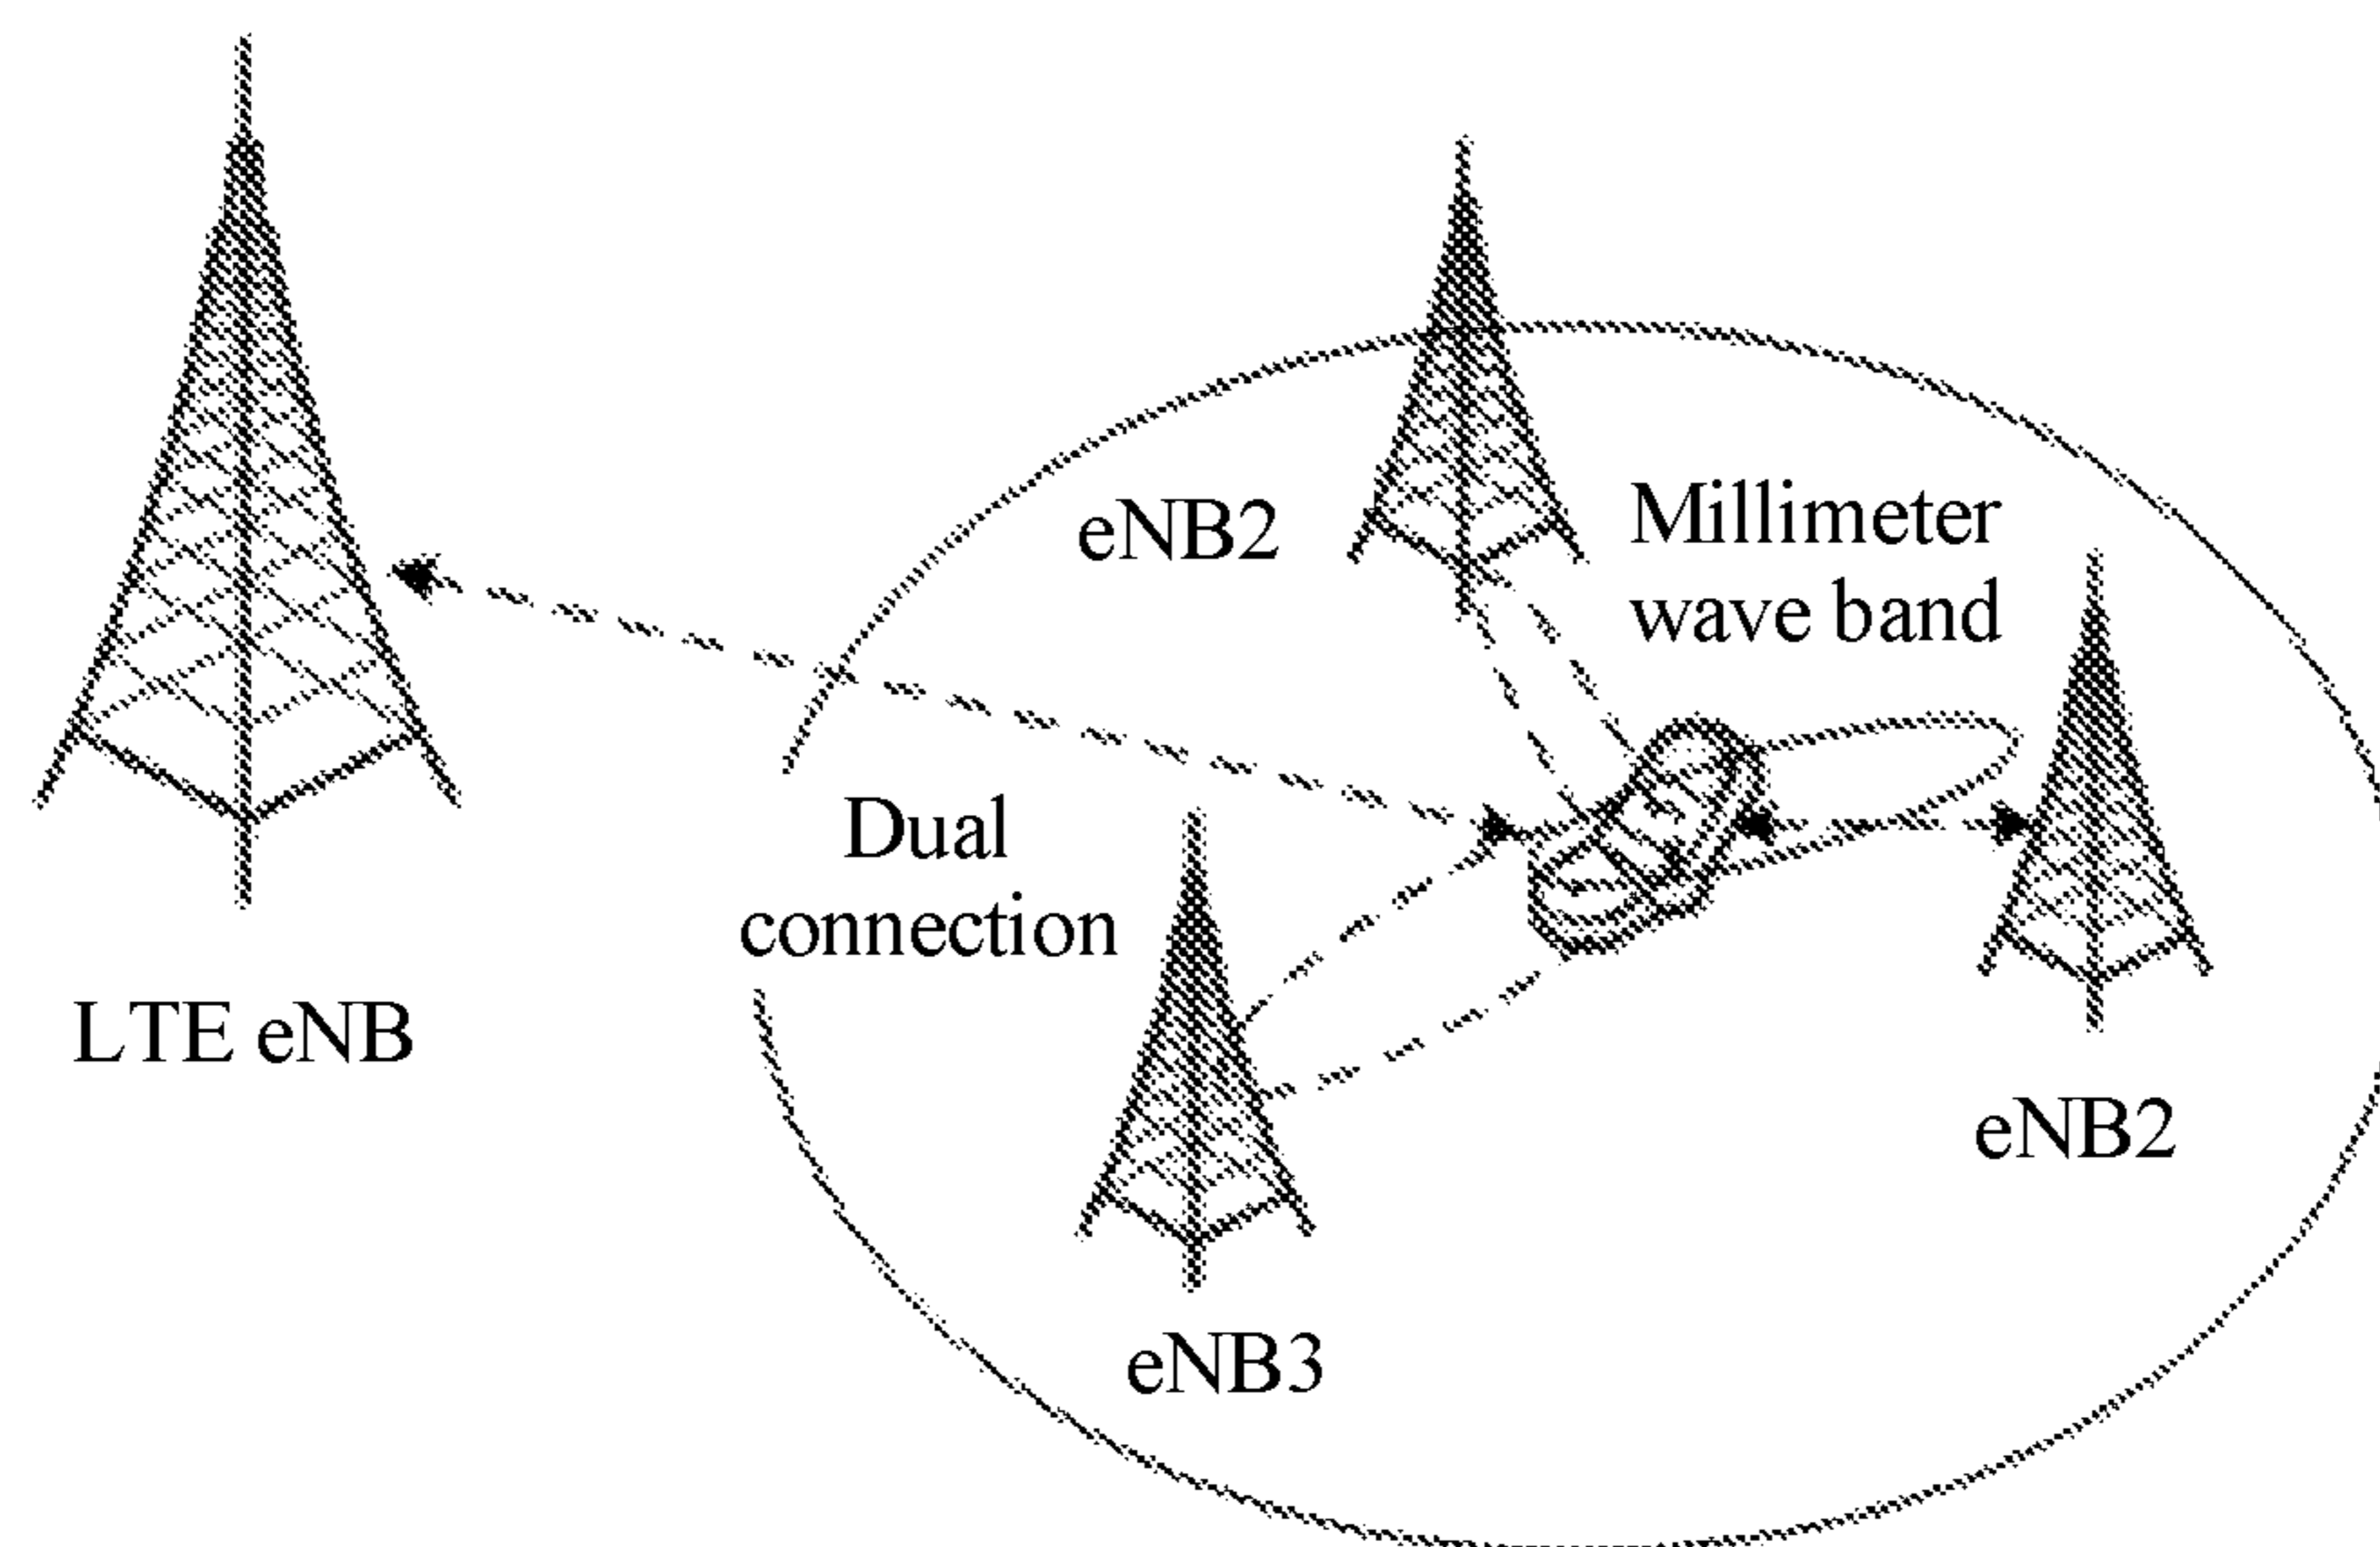 eNB2
Millimeter
wave band
Dual
connection
LTE eNB
eNB2
eNB3